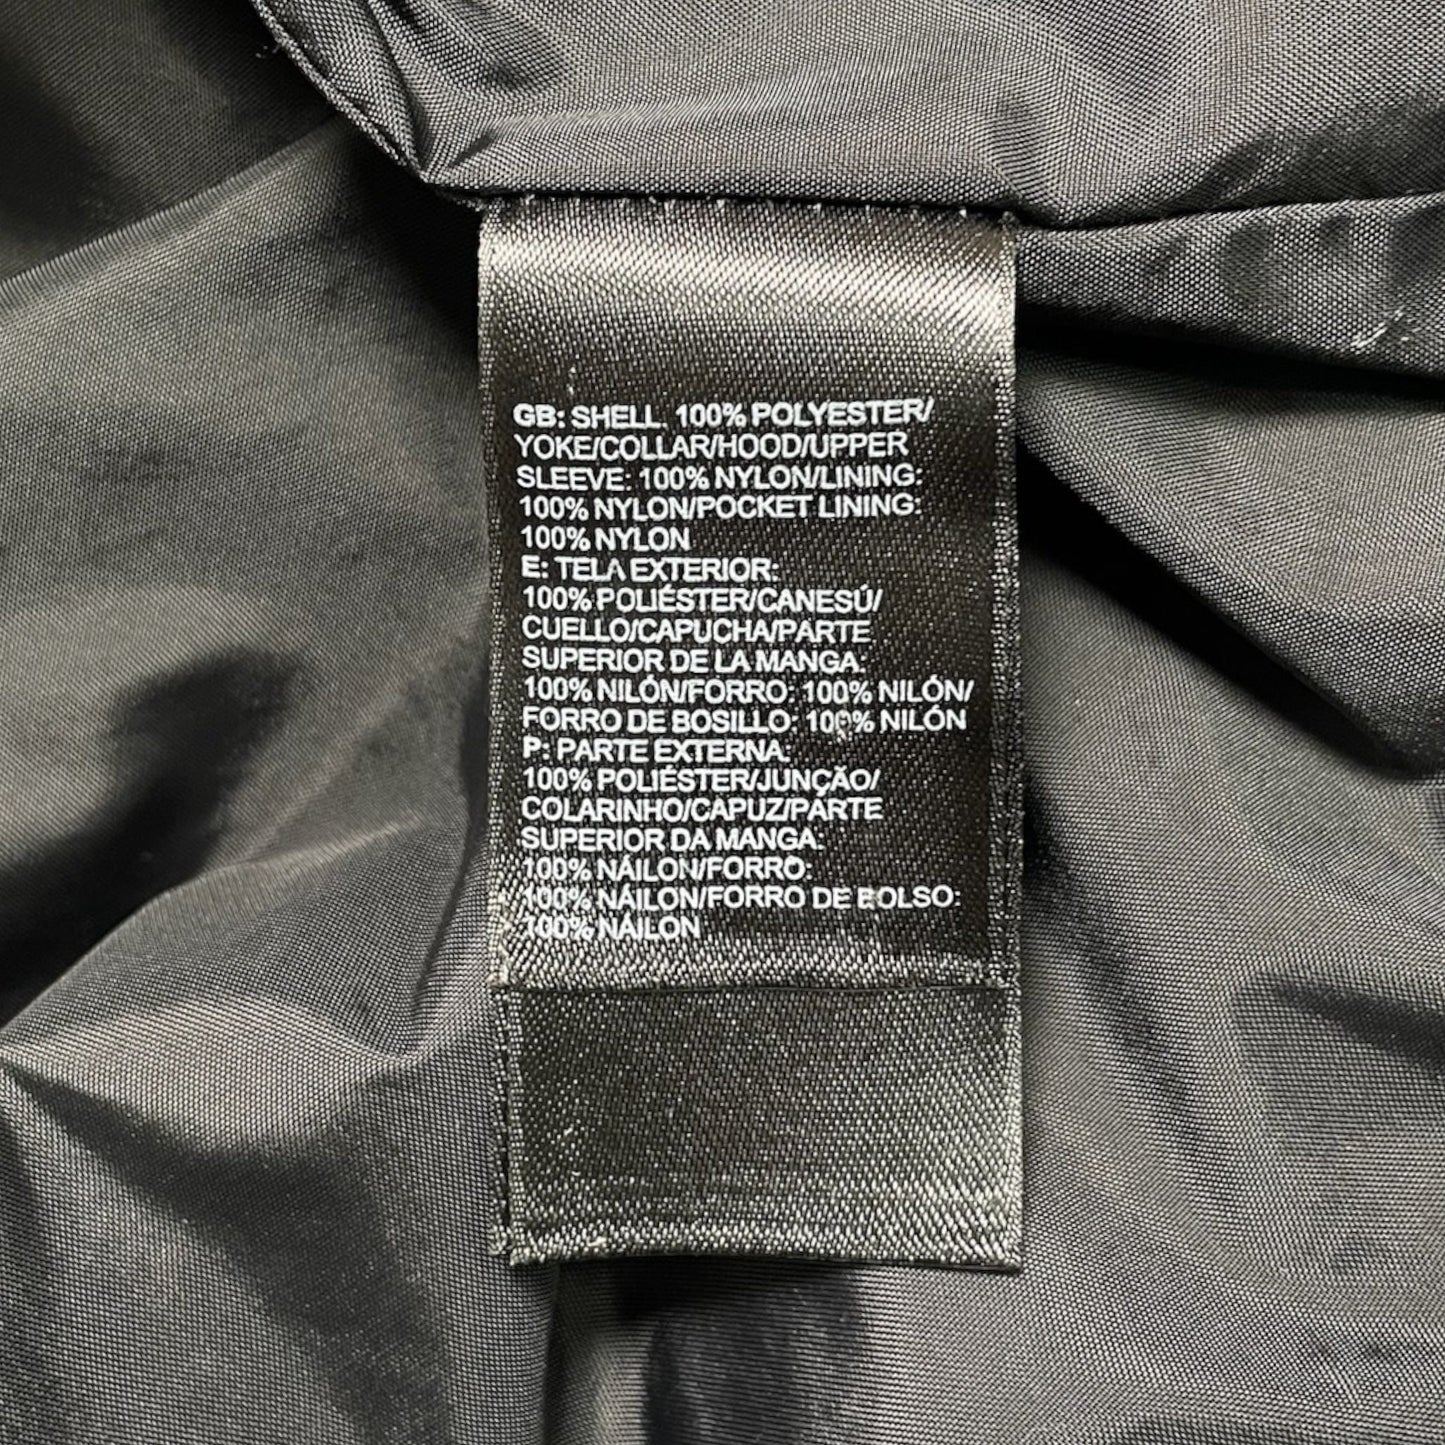 GB: SHELL, 100% POLYESTER/
YOKE/COLLAR/HOOD/UPPER
SLEEVE: 100% NYLON/LINING:
100% NYLON/POCKET LINING:
100% NYLON
E: TELA EXTERIOR:
100% POLIÉSTER/CANESÚ/
CUELLO/CAPUCHA/PARTE
SUPERIOR DE LA MANGA:
100% NILÓN/FORRO: 100% NILÓN/
FORRO DE BOSILLO: 100% NILÓN
P: PARTE EXTERNA:
100% POLIÉSTER/JUNÇÃO/
COLARINHO/CAPUZ/PARTE
SUPERIOR DA MANGA:
100% NÁILON/FORRO:
100% NÁILON/FORRO DE BOLSO:
100% NÁILON